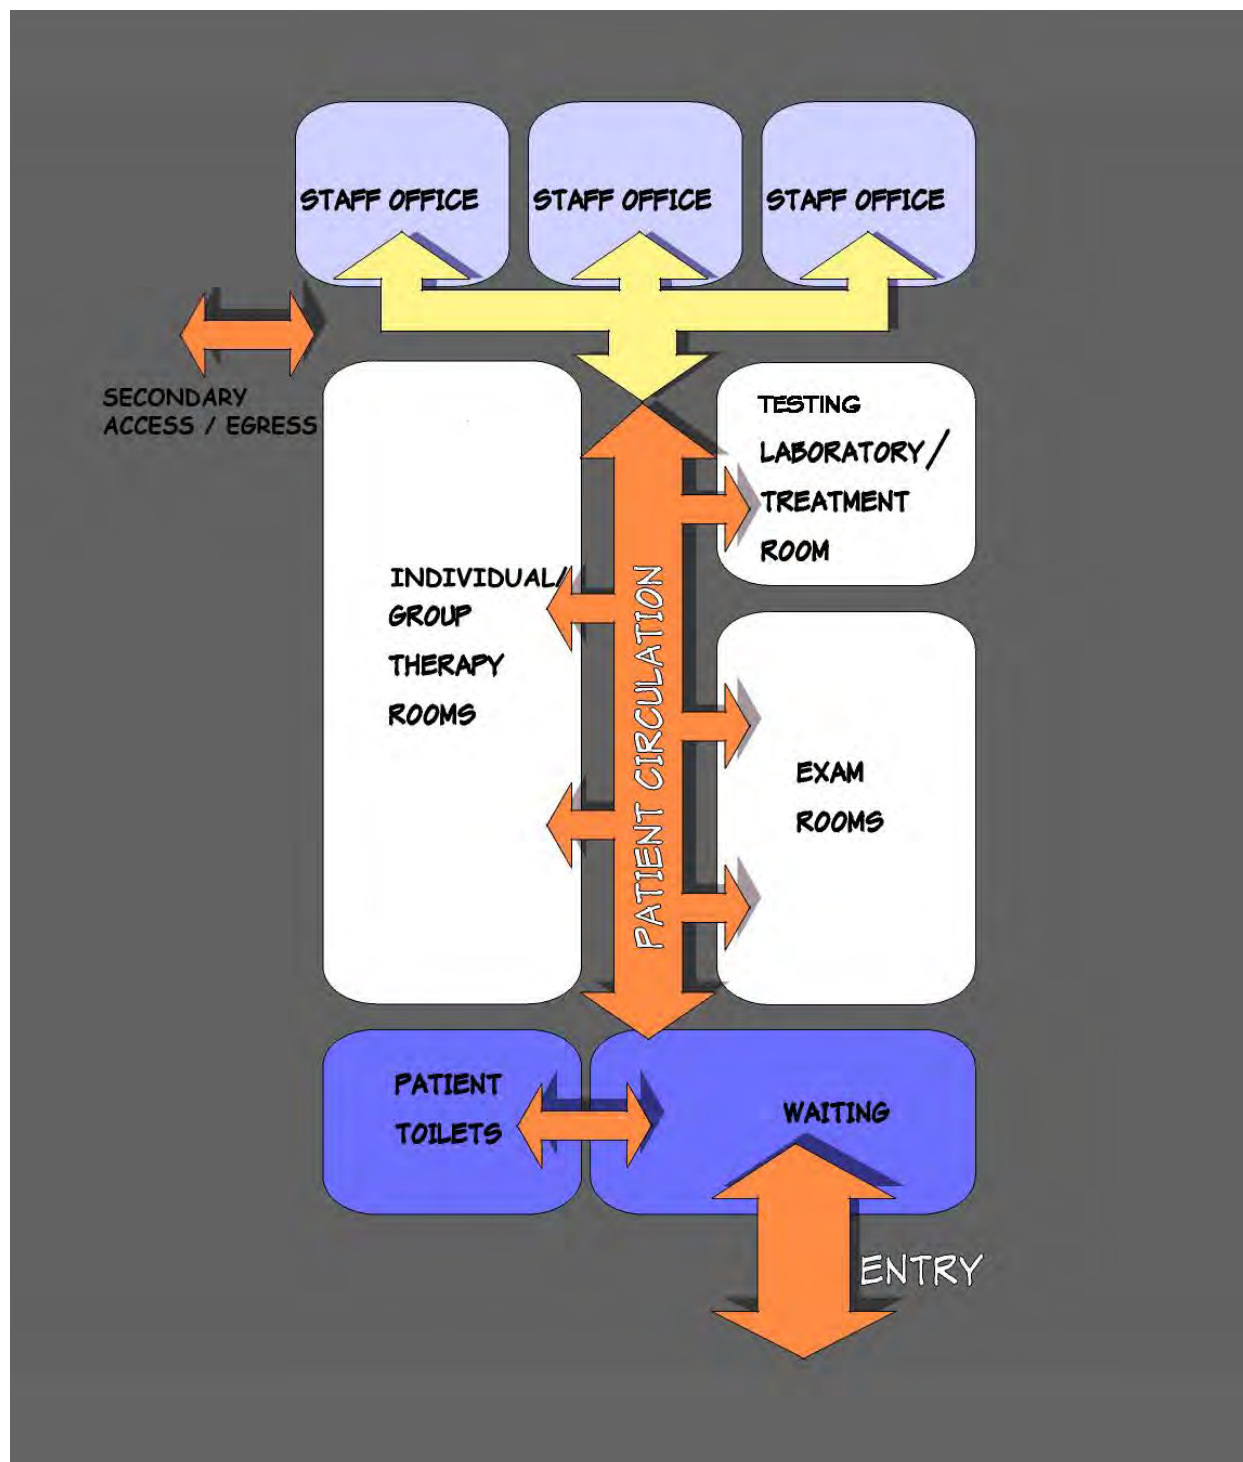 STAFF OFFICE
STAFF OFFICE
STAFF OFFICE
SECONDARY
ACCESS / EGRESS
TESTING
LABORATORY/
TREATMENT
ROOM
INDIVIDUAL/
GROUP
THERAPY
ROOMS
PATIENT CIRCULATION
EXAM
ROOMS
PATIENT
TOILETS
WAITING
ENTRY